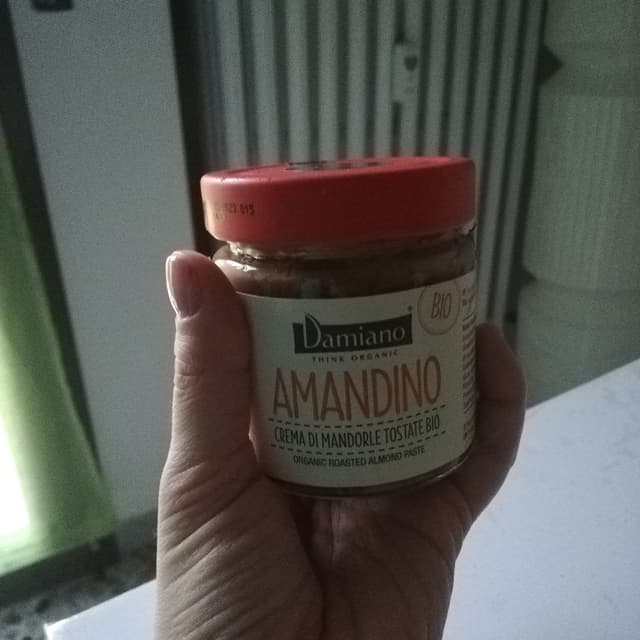 BIO
Damiano
THINK ORGANIC
AMANDINO
CREMA DI MANDORLE TOSTATE BIO
ORGANIC ROASTED ALMOND PASTE